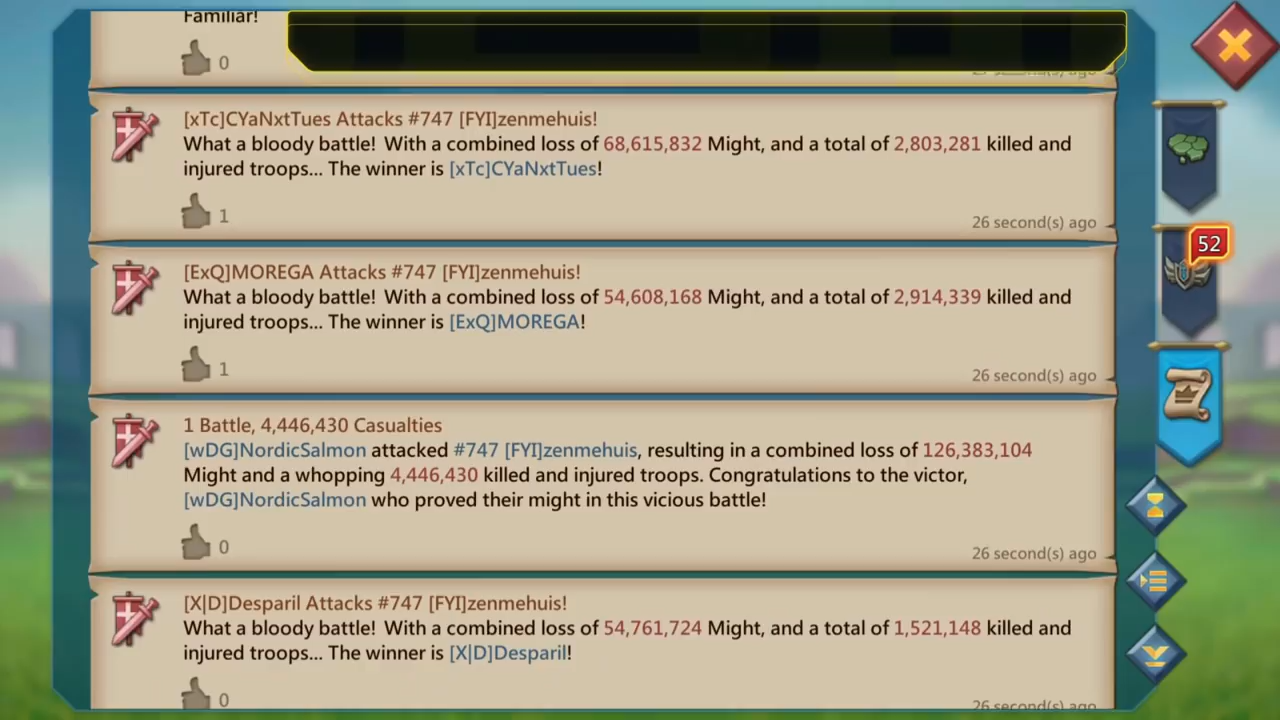 Familiar!
0
[xTc]CYaNxtTues Attacks #747 [FYI]zenmehuis!
What a bloody battle! With a combined loss of 68,615,832 Might, and a total of 2,803,281 killed and
injured troops... The winner is [xTc]CYaNxtTues!
1
26 second(s) ago
52
[ExQ]MOREGA Attacks #747 [FYI]zenmehuis!
What a bloody battle! With a combined loss of 54,608,168 Might, and a total of 2,914,339 killed and
injured troops... The winner is [ExQ]MOREGA!
1
26 second(s) ago
1 Battle, 4,446,430 Casualties
[wDG]NordicSalmon attacked #747 [FYI]zenmehuis, resulting in a combined loss of 126,383,104
Might and a whopping 4,446,430 killed and injured troops. Congratulations to the victor,
[wDG]NordicSalmon who proved their might in this vicious battle!
0
26 second(s) ago
[X|D]Desparil Attacks #747 [FYI]zenmehuis!
What a bloody battle! With a combined loss of 54,761,724 Might, and a total of 1,521,148 killed and
injured troops... The winner is [X|D]Desparil!
0
26 second(s) ago